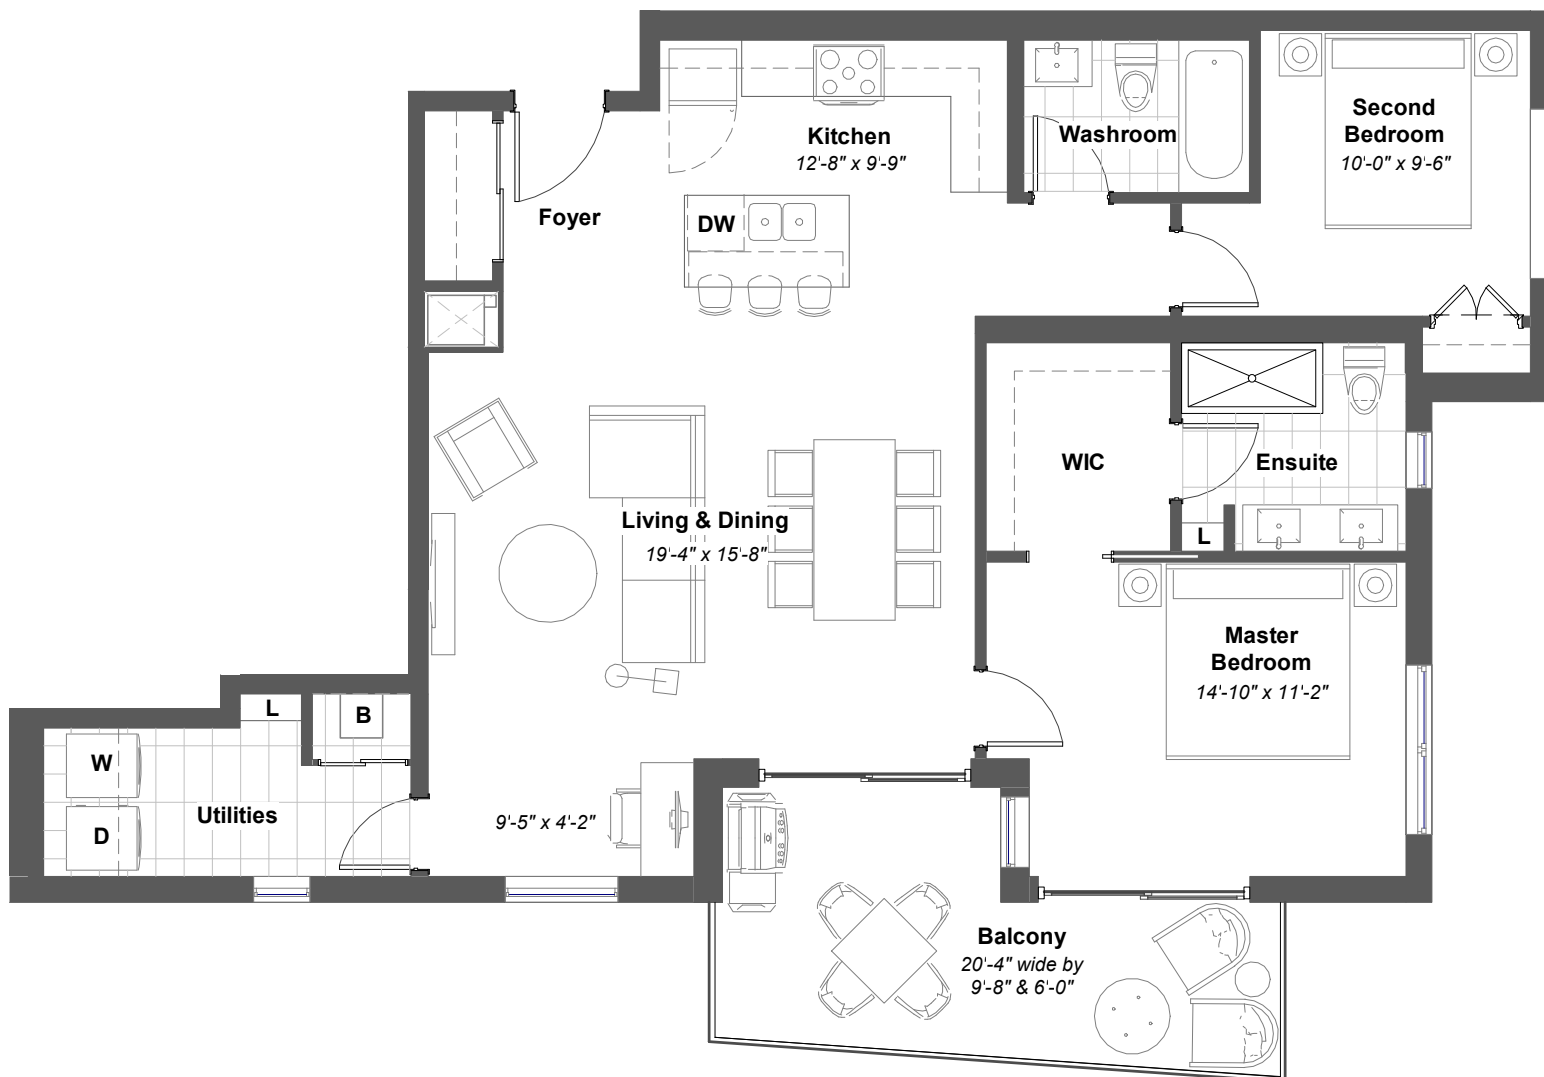 Kitchen
12'-8" x 9'-9"
Washroom
Second
Bedroom
10'-0" x 9'-6"
Foyer
DW
WIC
Ensuite
L
Living & Dining
19'-4" x 15'-8"
Master
Bedroom
14'-10" x 11'-2"
L
B
W
D
Utilities
9'-5" x 4'-2"
Balcony
20'-4" wide by
9'-8" & 6'-0"